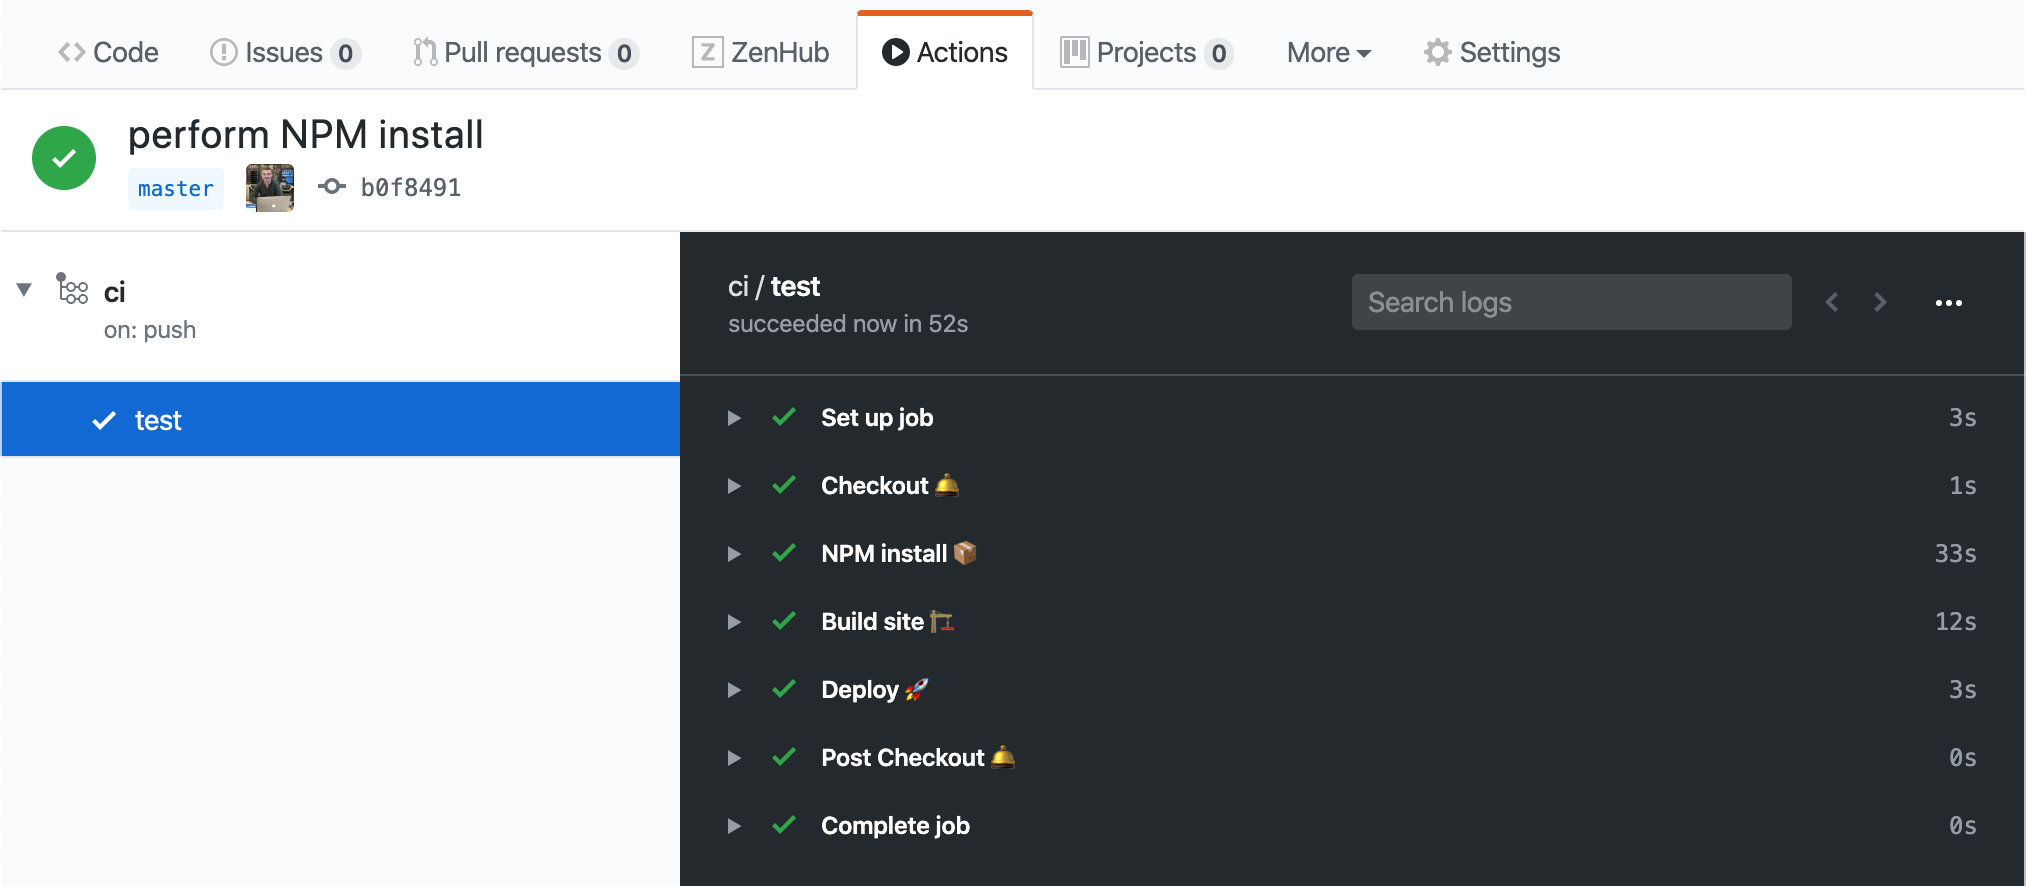 Code Issues 0 Pull requests 0 ZenHub Actions Projects 0 More Settings
perform NPM install
master b0f8491
ci
on: push
test
ci / test
succeeded now in 52s
Search logs
Set up job 3s
Checkout 1s
NPM install 33s
Build site 12s
Deploy 3s
Post Checkout 0s
Complete job 0s